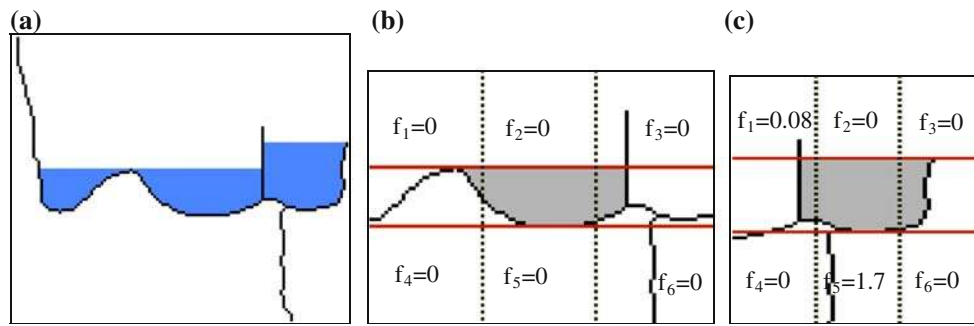 (a) (b) (c)
f₁=0 f₂=0 f₃=0
f₄=0 f₅=0 f₆=0
f₁=0.08 f₂=0 f₃=0
f₄=0 f₅=1.7 f₆=0